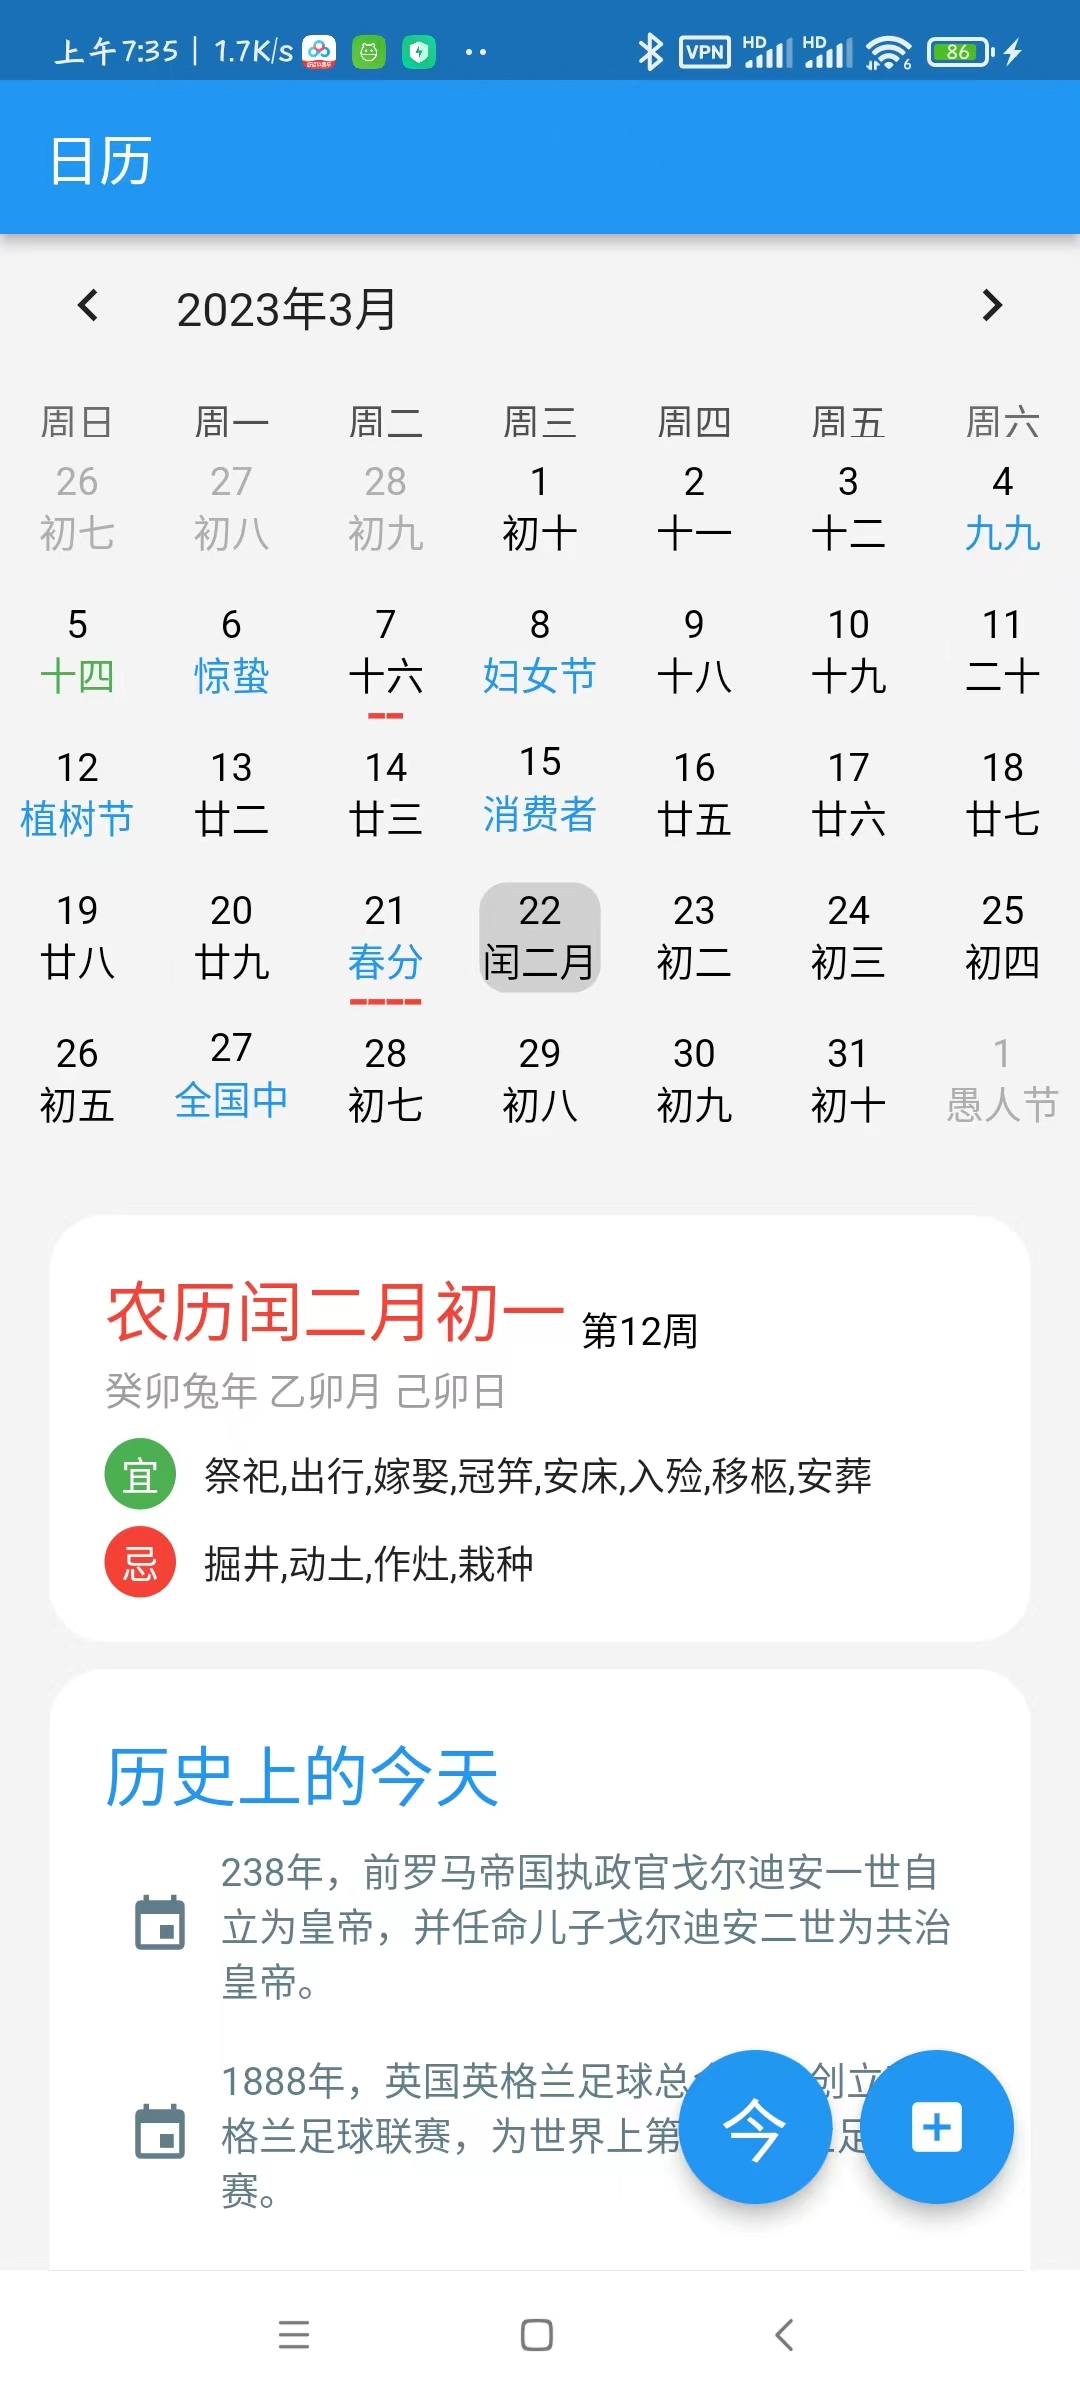 上午7:35 | 1.7K/s
VPN HD HD 6 86
日历
2023年3月
周日 周一 周二 周三 周四 周五 周六
26 27 28 1 2 3 4
初七 初八 初九 初十 十一 十二 九九
5 6 7 8 9 10 11
十四 惊蛰 十六 妇女节 十八 十九 二十
12 13 14 15 16 17 18
植树节 廿二 廿三 消费者 廿五 廿六 廿七
19 20 21 22 23 24 25
廿八 廿九 春分 闰二月 初二 初三 初四
26 27 28 29 30 31 1
初五 全国中 初七 初八 初九 初十 愚人节
农历闰二月初一 第12周
癸卯兔年 乙卯月 己卯日
宜 祭祀,出行,嫁娶,冠笄,安床,入殓,移柩,安葬
忌 掘井,动土,作灶,栽种
历史上的今天
238年，前罗马帝国执政官戈尔迪安一世自
立为皇帝，并任命儿子戈尔迪安二世为共治
皇帝。
1888年，英国英格兰足球总 创立
格兰足球联赛，为世界上第 足
赛。
今